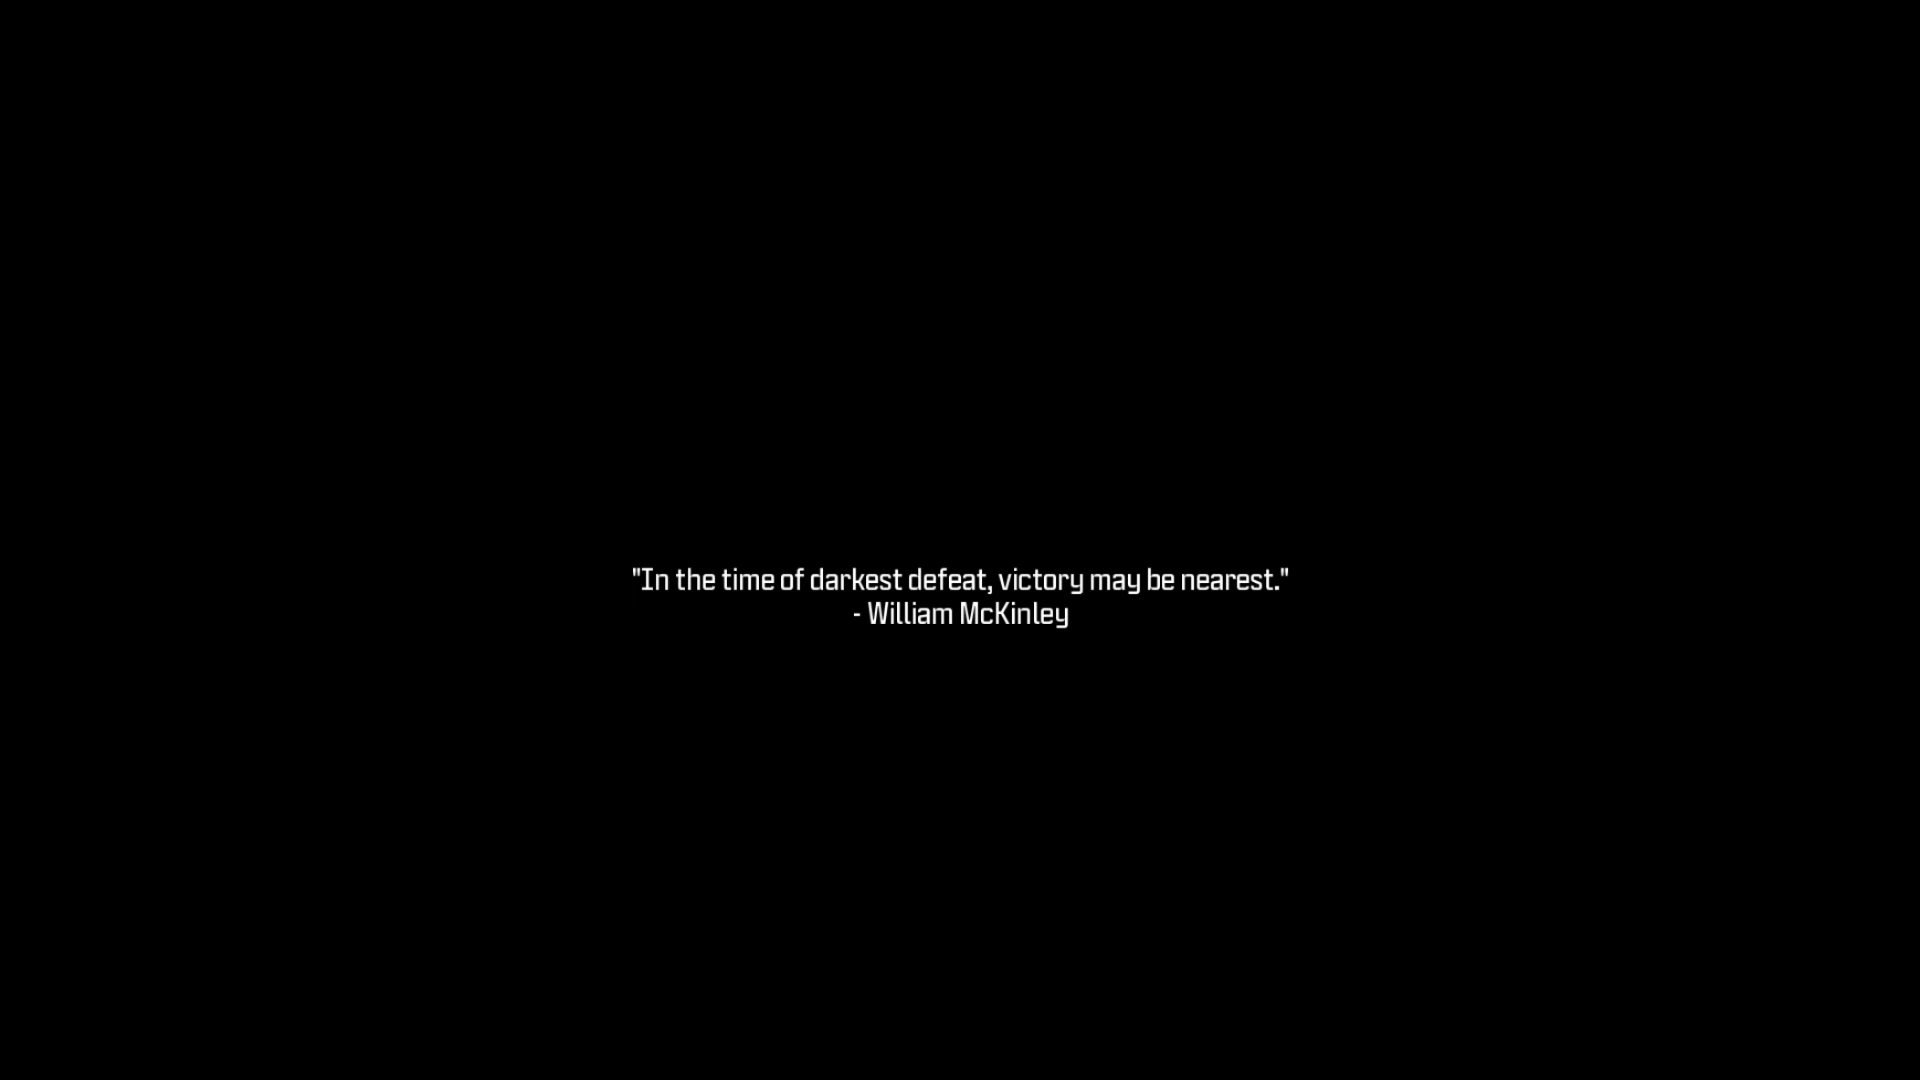 "In the time of darkest defeat, victory may be nearest."
- William McKinley